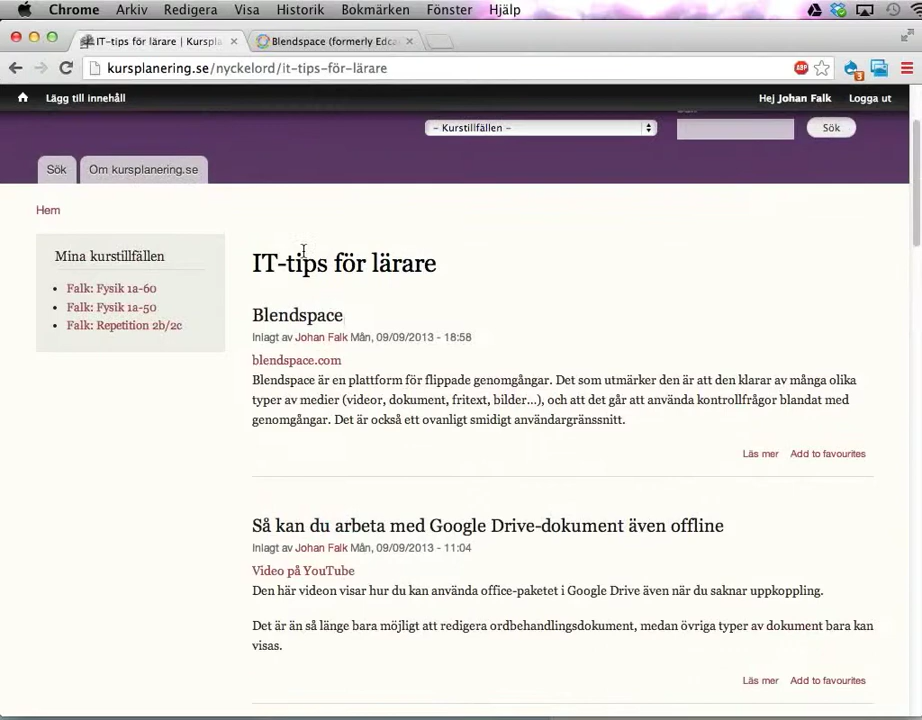 Chrome Arkiv Redigera Visa Historik Bokmärken Fönster Hjälp
IT-tips för lärare | Kurspla
Blendspace (formerly Edca
kursplanering.se/nyckelord/it-tips-för-lärare
ABP
3
Lägg till innehåll
Hej Johan Falk
Logga ut
- Kurstillfällen -
Sök
Sök
Om kursplanering.se
Hem
Mina kurstillfällen
Falk: Fysik 1a-60
Falk: Fysik 1a-50
Falk: Repetition 2b/2c
IT-tips för lärare
Blendspace
Inlagt av Johan Falk Mån, 09/09/2013 - 18:58
blendspace.com
Blendspace är en plattform för flippade genomgångar. Det som utmärker den är att den klarar av många olika
typer av medier (videor, dokument, fritext, bilder...), och att det går att använda kontrollfrågor blandat med
genomgångar. Det är också ett ovanligt smidigt användargränssnitt.
Läs mer Add to favourites
Så kan du arbeta med Google Drive-dokument även offline
Inlagt av Johan Falk Mån, 09/09/2013 - 11:04
Video på YouTube
Den här videon visar hur du kan använda office-paketet i Google Drive även när du saknar uppkoppling.
Det är än så länge bara möjligt att redigera ordbehandlingsdokument, medan övriga typer av dokument bara kan
visas.
Läs mer Add to favourites